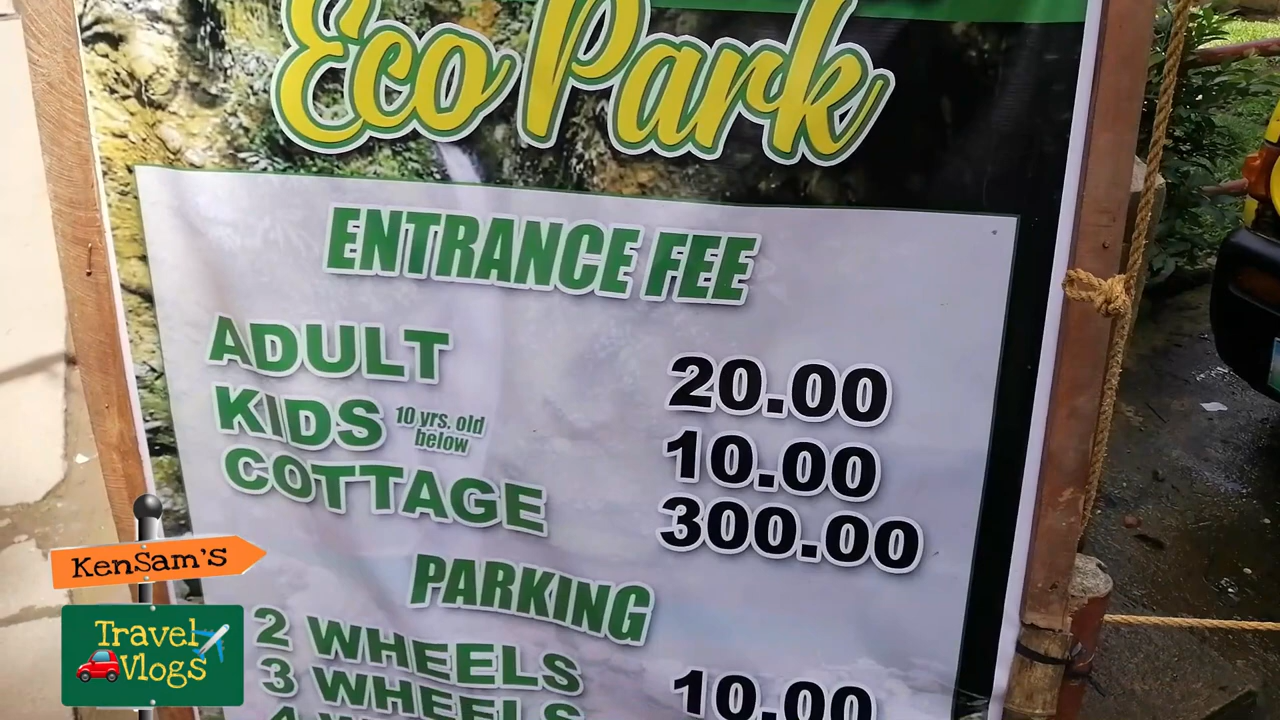 Eco Park
ENTRANCE FEE
ADULT 20.00
KIDS 10 yrs. old below 10.00
COTTAGE 300.00
PARKING
2 WHEELS 10.00
3 WHEELS
KenSam's
Travel
Vlogs